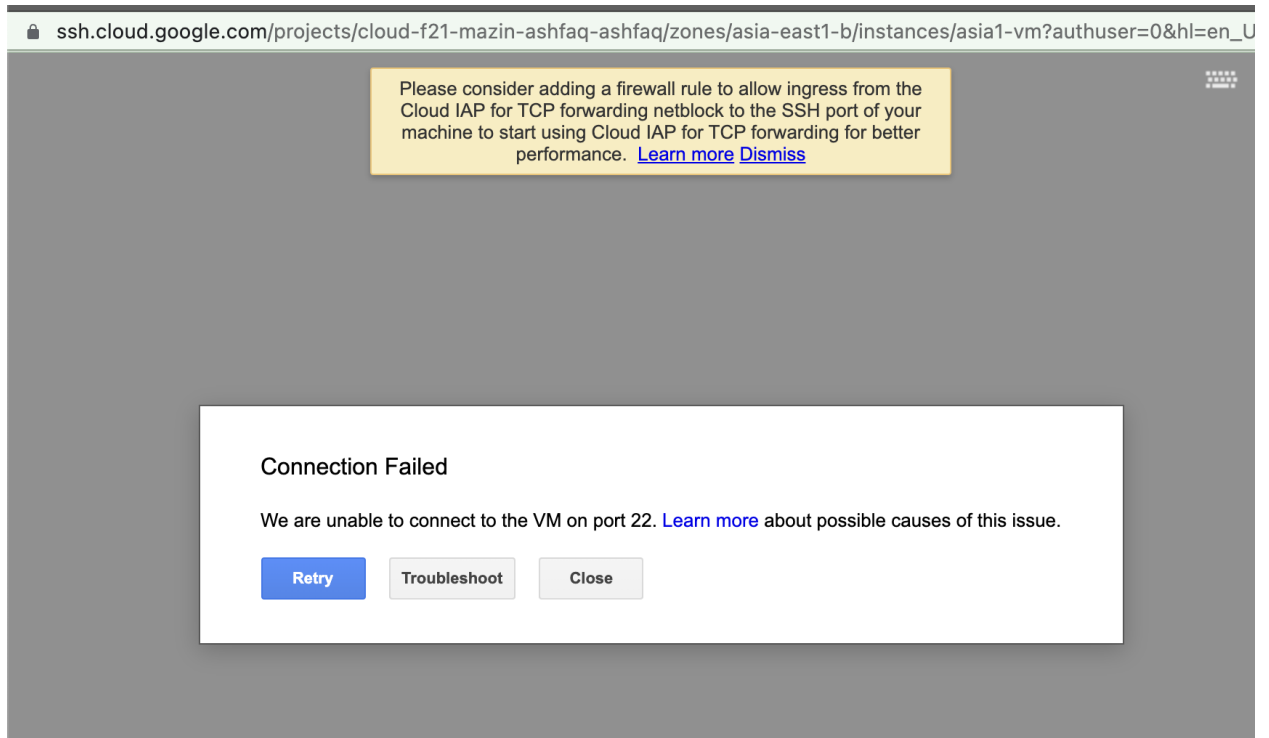 ssh.cloud.google.com/projects/cloud-f21-mazin-ashfaq-ashfaq/zones/asia-east1-b/instances/asia1-vm?authuser=0&hl=en_U
Please consider adding a firewall rule to allow ingress from the
Cloud IAP for TCP forwarding netblock to the SSH port of your
machine to start using Cloud IAP for TCP forwarding for better
performance. Learn more Dismiss
Connection Failed
We are unable to connect to the VM on port 22. Learn more about possible causes of this issue.
Retry Troubleshoot Close